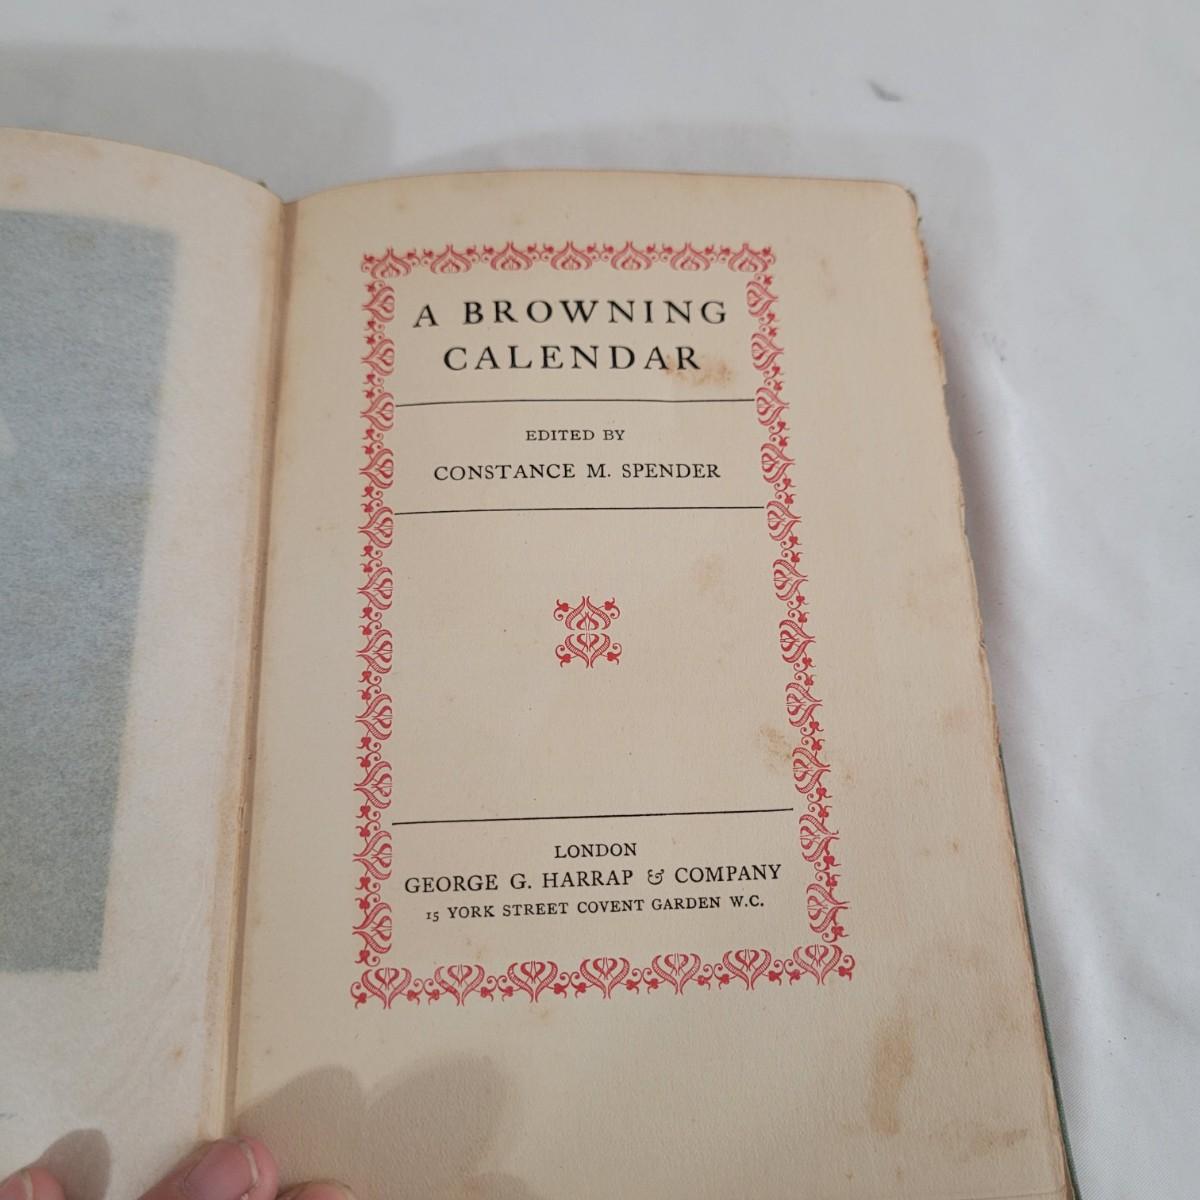 A BROWNING
CALENDAR
EDITED BY
CONSTANCE M. SPENDER
LONDON
GEORGE G. HARRAP & COMPANY
15 YORK STREET COVENT GARDEN W.C.